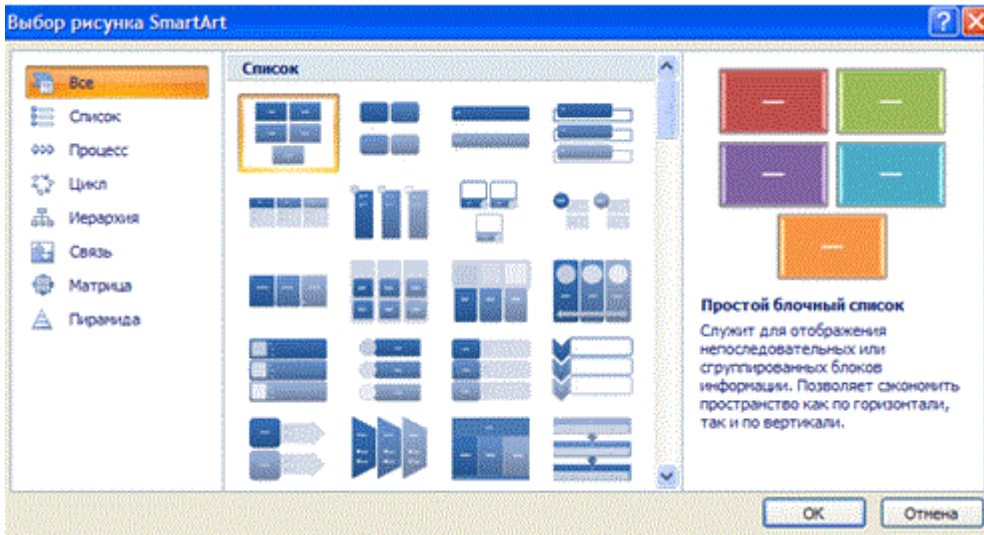 Выбор рисунка SmartArt
Все
Список
Процесс
Цикл
Иерархия
Связь
Матрица
Пирамида
Список
Простой блочный список
Служит для отображения
непоследовательных или
сгруппированных блоков
информации. Позволяет сэкономить
пространство как по горизонтали,
так и по вертикали.
ОК
Отмена